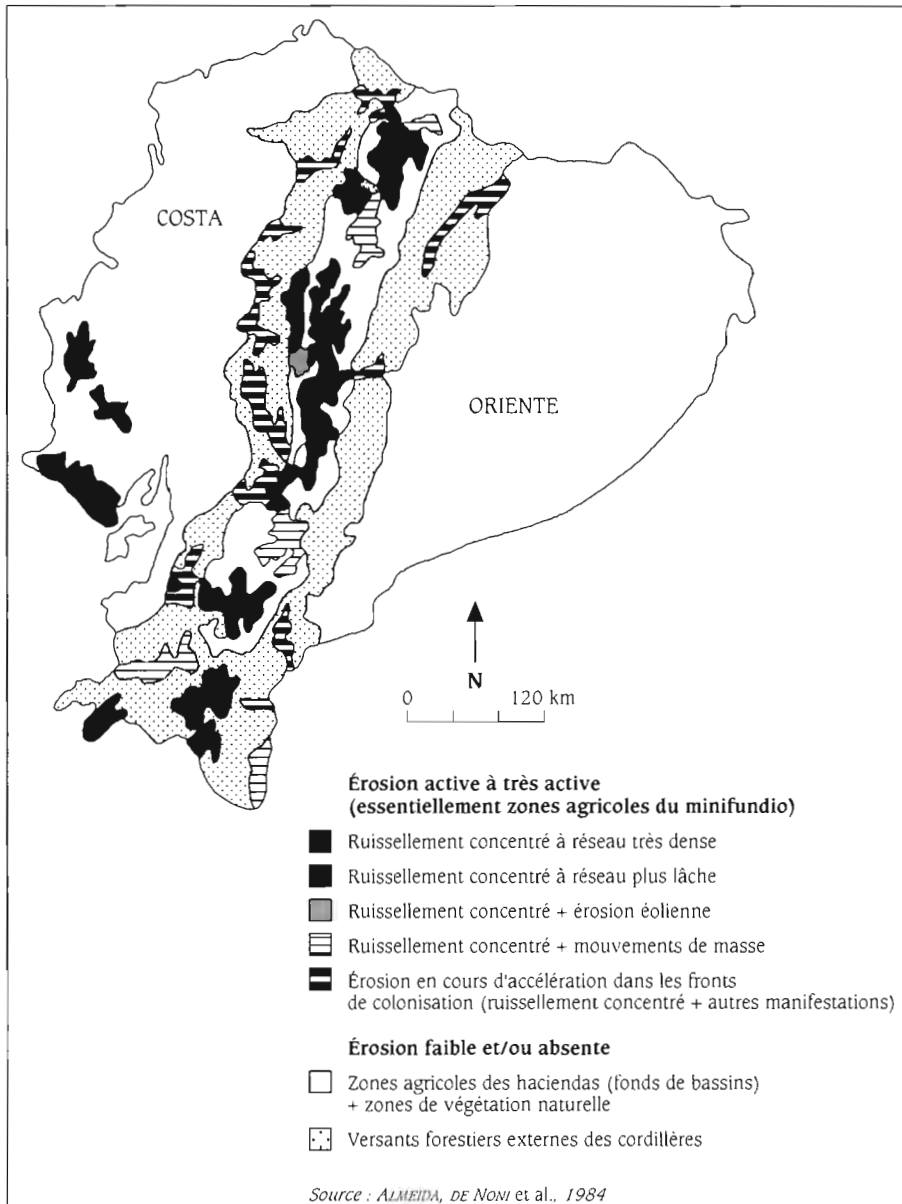 COSTA
ORIENTE
N
0 120 km
Érosion active à très active
(essentiellement zones agricoles du minifundio)
Ruissellement concentré à réseau très dense
Ruissellement concentré à réseau plus lâche
Ruissellement concentré + érosion éolienne
Ruissellement concentré + mouvements de masse
Érosion en cours d'accélération dans les fronts
de colonisation (ruissellement concentré + autres manifestations)
Érosion faible et/ou absente
Zones agricoles des haciendas (fonds de bassins)
+ zones de végétation naturelle
Versants forestiers externes des cordillères
Source : ALMEIDA, DE NONI et al., 1984